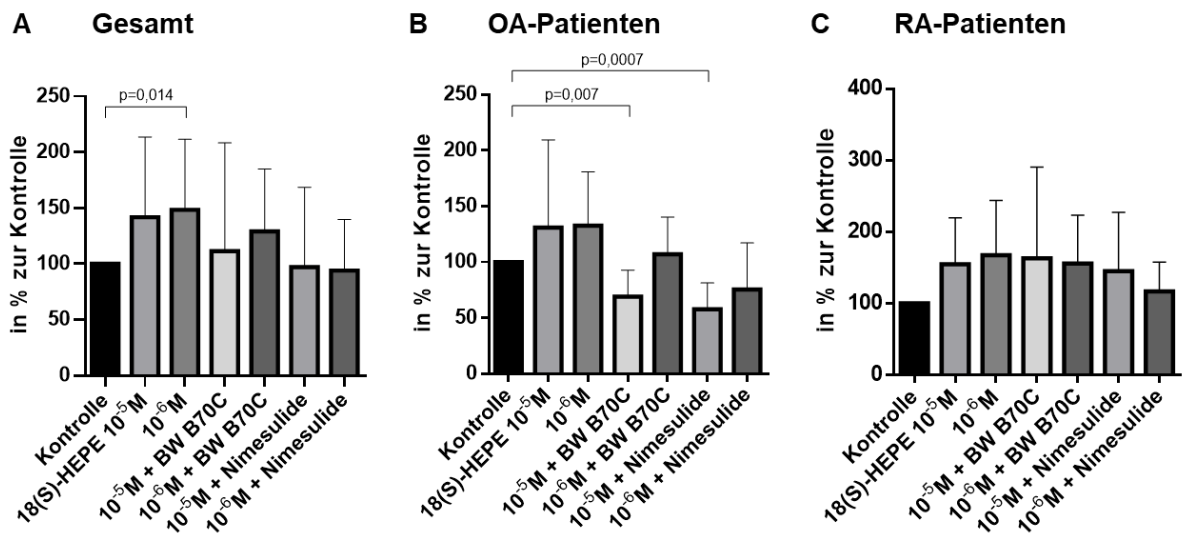 A Gesamt
in % zur Kontrolle
250
200
150
100
50
0
p=0,014
Kontrolle
18(S)-HEPE 10⁻⁵M
10⁻⁶M
10⁻⁵M + BW B70C
10⁻⁶M + BW B70C
10⁻⁵M + Nimesulide
10⁻⁶M + Nimesulide
B OA-Patienten
in % zur Kontrolle
250
200
150
100
50
0
p=0,0007
p=0,007
Kontrolle
18(S)-HEPE 10⁻⁵M
10⁻⁶M
10⁻⁵M + BW B70C
10⁻⁶M + BW B70C
10⁻⁵M + Nimesulide
10⁻⁶M + Nimesulide
C RA-Patienten
in % zur Kontrolle
400
300
200
100
0
Kontrolle
18(S)-HEPE 10⁻⁵M
10⁻⁶M
10⁻⁵M + BW B70C
10⁻⁶M + BW B70C
10⁻⁵M + Nimesulide
10⁻⁶M + Nimesulide